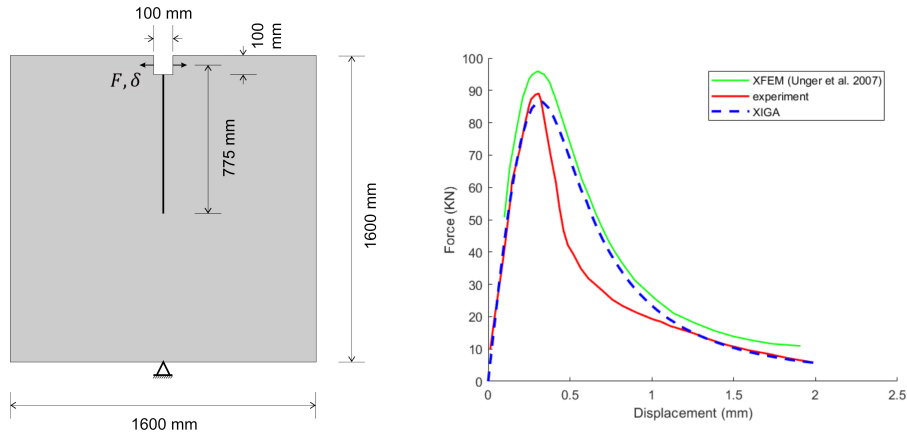 100 mm
100
mm
F, δ
775 mm
1600 mm
1600 mm
100
90
80
70
60
50
40
30
20
10
0
Force (KN)
XFEM (Unger et al. 2007)
experiment
XIGA
0
0.5
1
1.5
2
2.5
Displacement (mm)